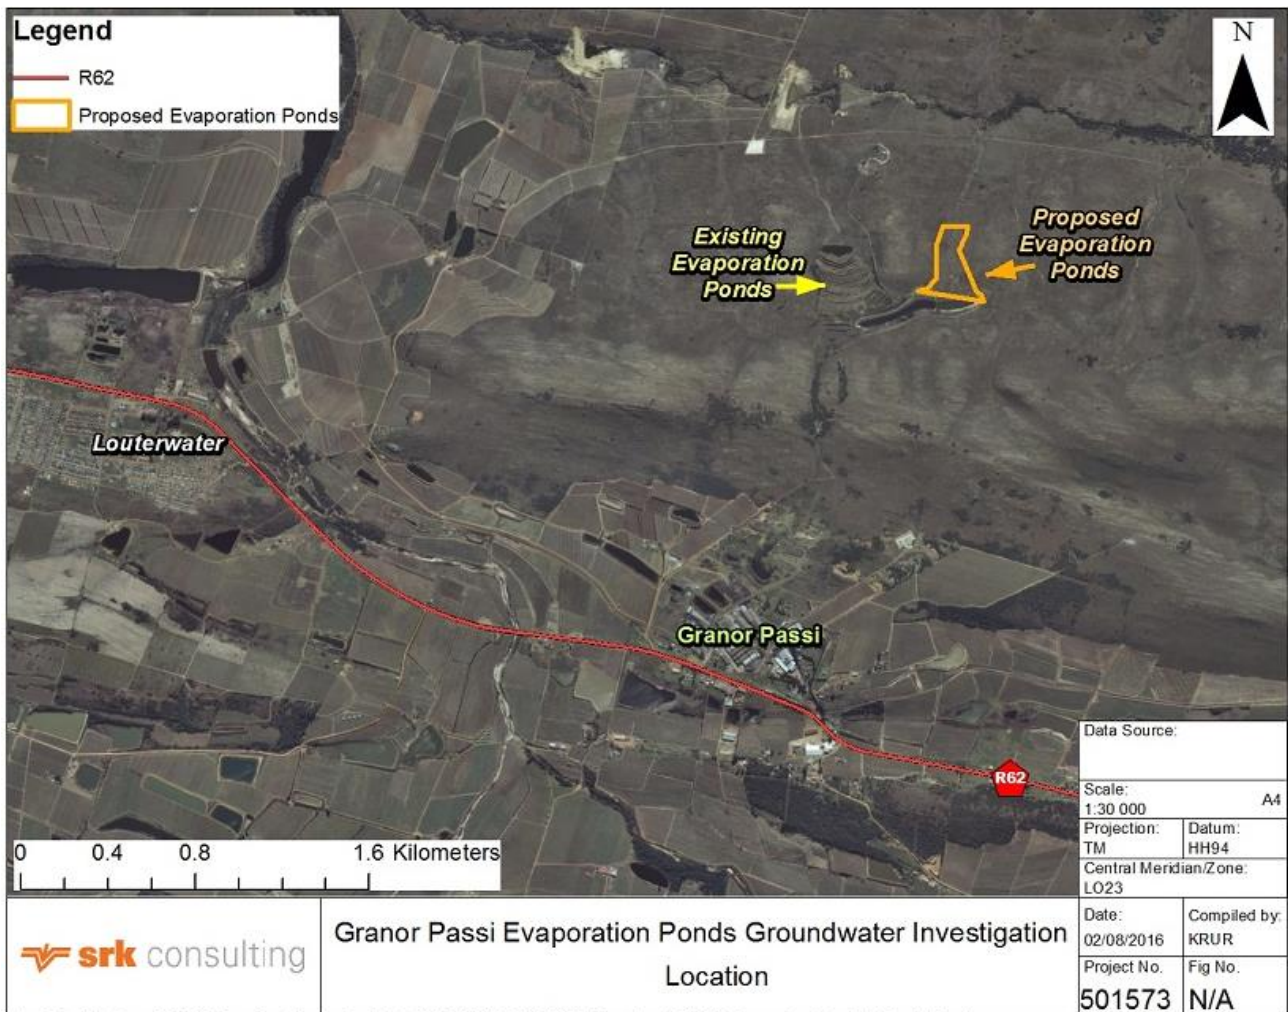 Legend
R62
Proposed Evaporation Ponds
N
Existing
Evaporation
Ponds
Proposed
Evaporation
Ponds
Louterwater
Granor Passi
R62
0 0.4 0.8 1.6 Kilometers
Data Source:
Scale:
1:30 000 A4
Projection: Datum:
TM HH94
Central Meridian/Zone:
LO23
srk consulting
Granor Passi Evaporation Ponds Groundwater Investigation
Location
Date: Compiled by:
02/08/2016 KRUR
Project No. Fig No.
501573 N/A